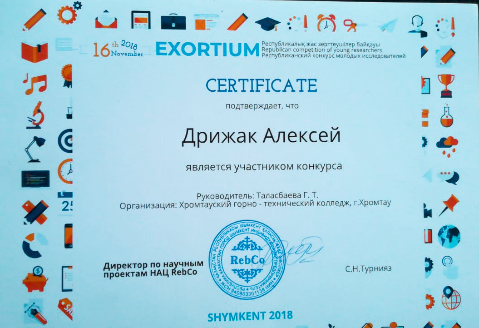 16th 2018 November
EXORTIUM
Республикалық жас зерттеушілер байқауы
Republican competition of young researchers
Республиканский конкурс молодых исследователей
CERTIFICATE
подтверждает, что
Дрижак Алексей
является участником конкурса
Руководитель: Таласбаева Г. Т.
Организация: Хромтауский горно - технический колледж, г.Хромтау
RebCo
Директор по научным
проектам НАЦ RebCo
С.Н.Турнияз
SHYMKENT 2018